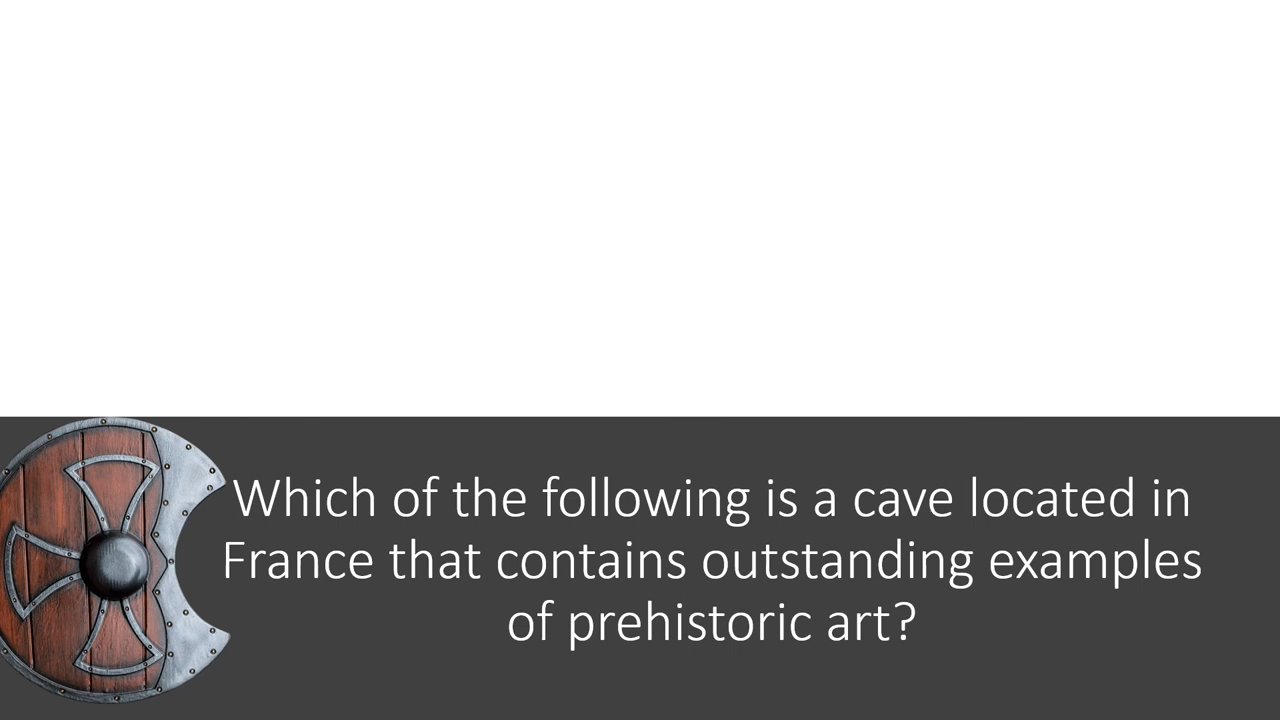 Which of the following is a cave located in
France that contains outstanding examples
of prehistoric art?